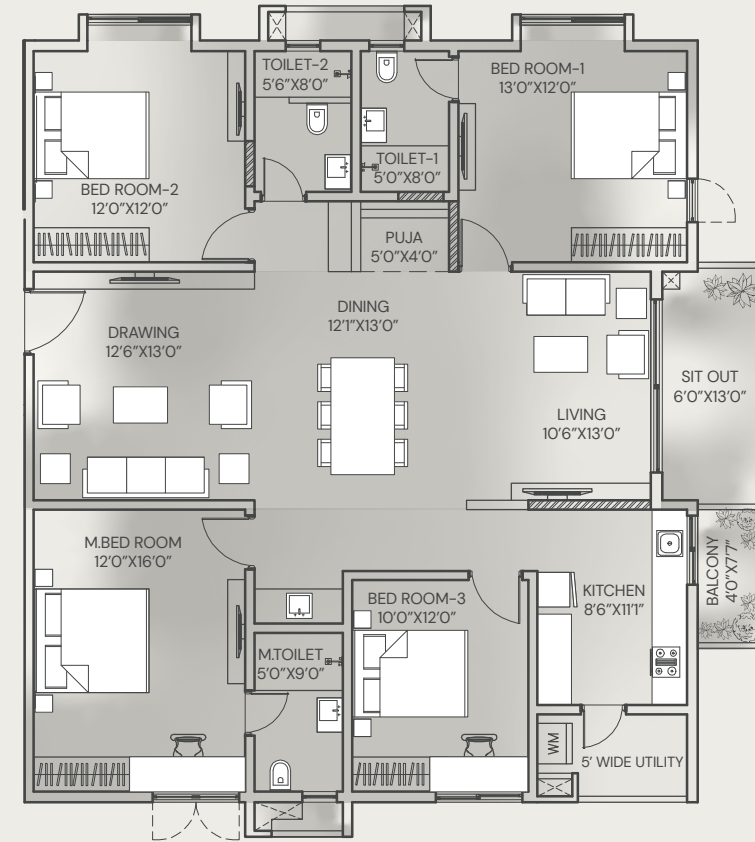 TOILET-2
5'6”X8'0”
BED ROOM-1
13'0”X12'0”
TOILET-1
5'0”X8'0”
BED ROOM-2
12'0”X12'0”
PUJA
5'0”X4'0”
DINING
12'1”X13'0”
DRAWING
12'6”X13'0”
SIT OUT
6'0”X13'0”
LIVING
10'6”X13'0”
M.BED ROOM
12'0”X16'0”
BALCONY
4'0”X7'7”
KITCHEN
8'6”X11'1”
BED ROOM-3
10'0”X12'0”
M.TOILET
5'0”X9'0”
WM
5' WIDE UTILITY